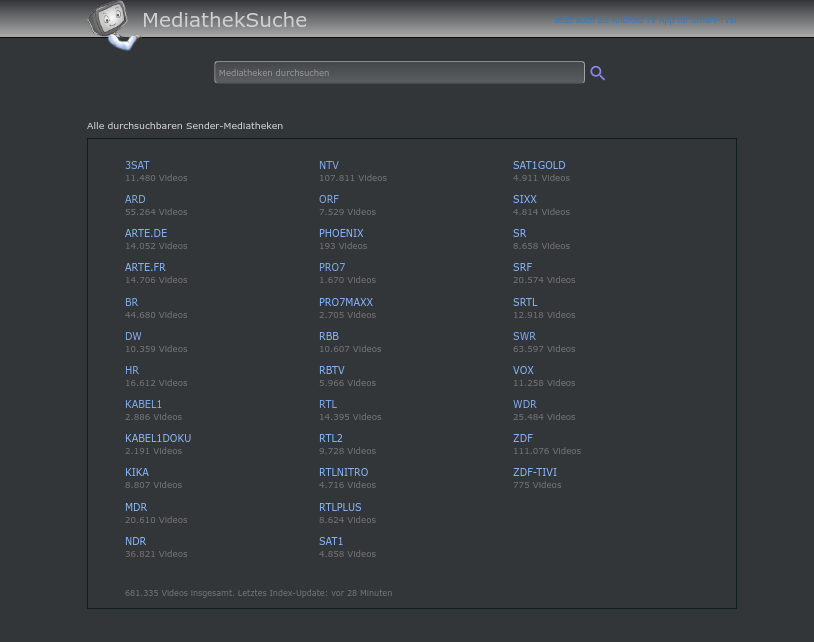 MediathekSuche
Mediatheken durchsuchen
Alle durchsuchbaren Sender-Mediatheken
3SAT
11.480 Videos
ARD
55.264 Videos
ARTE.DE
14.052 Videos
ARTE.FR
14.706 Videos
BR
44.680 Videos
DW
10.359 Videos
HR
16.612 Videos
KABEL1
2.886 Videos
KABEL1DOKU
2.191 Videos
KIKA
8.807 Videos
MDR
20.610 Videos
NDR
36.821 Videos
NTV
107.811 Videos
ORF
7.529 Videos
PHOENIX
193 Videos
PRO7
1.670 Videos
PRO7MAXX
2.705 Videos
RBB
10.607 Videos
RBTV
5.966 Videos
RTL
14.395 Videos
RTL2
9.728 Videos
RTLNITRO
4.716 Videos
RTLPLUS
8.624 Videos
SAT1
4.858 Videos
SAT1GOLD
4.911 Videos
SIXX
4.814 Videos
SR
8.658 Videos
SRF
20.574 Videos
SRTL
12.918 Videos
SWR
63.597 Videos
VOX
11.258 Videos
WDR
25.484 Videos
ZDF
111.076 Videos
ZDF-TIVI
775 Videos
681.335 Videos insgesamt. Letztes Index-Update: vor 28 Minuten